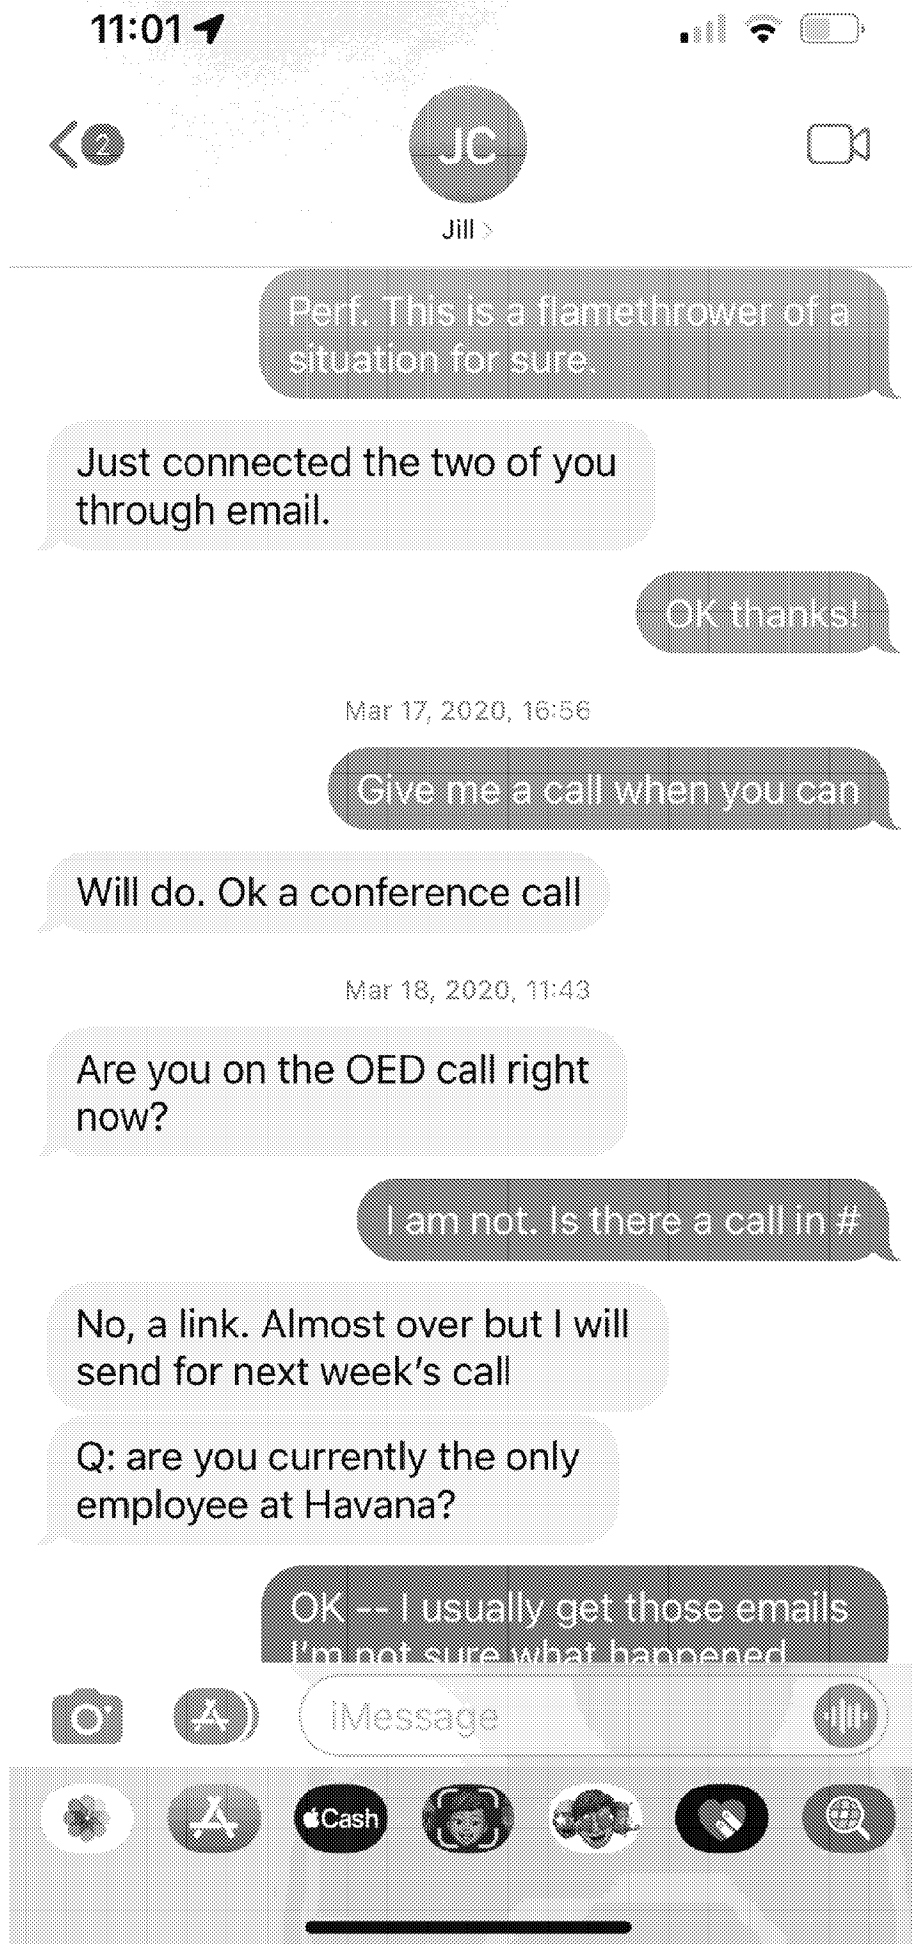 11:01
2
JC
Jill
Perf. This is a flamethrower of a
situation for sure.
Just connected the two of you
through email.
OK thanks!
Mar 17, 2020, 16:56
Give me a call when you can
Will do. Ok a conference call
Mar 18, 2020, 11:43
Are you on the OED call right
now?
I am not. Is there a call in #
No, a link. Almost over but I will
send for next week's call
Q: are you currently the only
employee at Havana?
OK -- I usually get those emails
I'm not sure what happened
iMessage
Cash